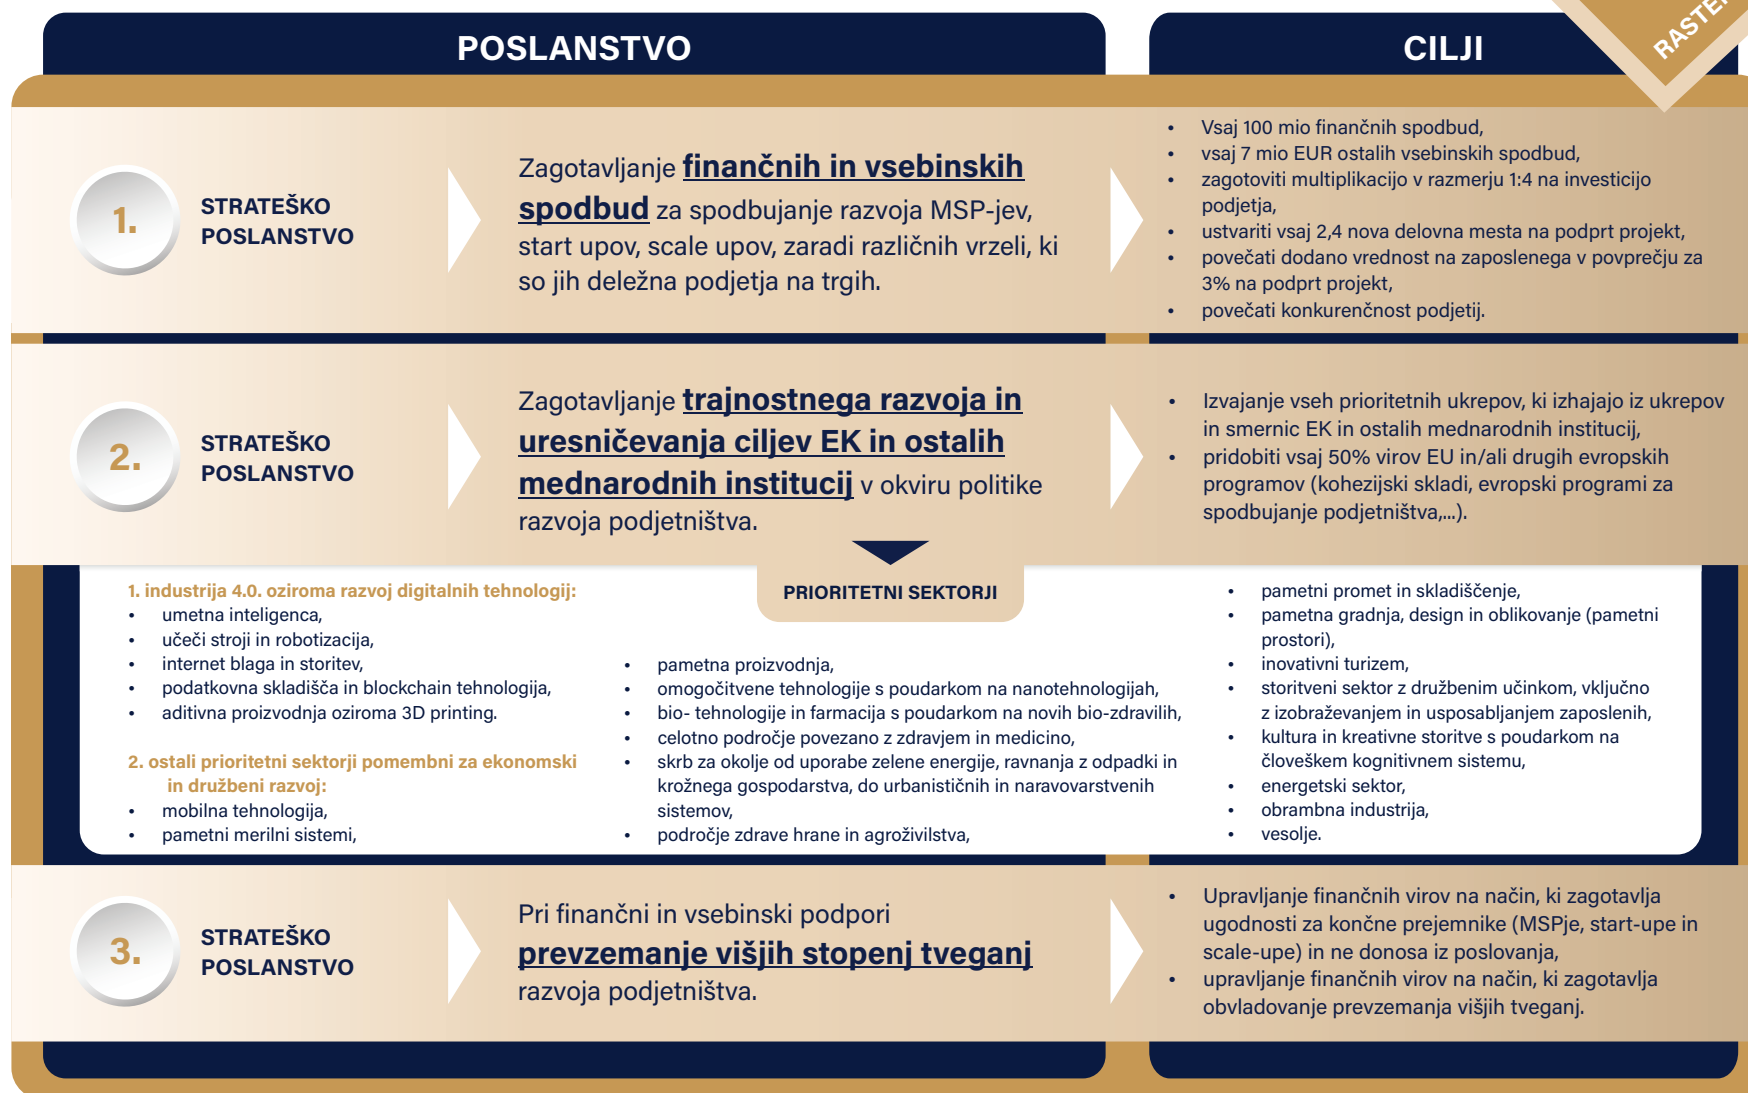 POSLANSTVO
CILJI
1.
STRATEŠKO
POSLANSTVO
Zagotavljanje finančnih in vsebinskih
spodbud za spodbujanje razvoja MSP-jev,
start upov, scale upov, zaradi različnih vrzeli, ki
so jih deležna podjetja na trgih.
• Vsaj 100 mio finančnih spodbud,
• vsaj 7 mio EUR ostalih vsebinskih spodbud,
• zagotoviti multiplikacijo v razmerju 1:4 na investicijo
podjetja,
• ustvariti vsaj 2,4 nova delovna mesta na podprt projekt,
• povečati dodano vrednost na zaposlenega v povprečju za
3% na podprt projekt,
• povečati konkurenčnost podjetij.
2.
STRATEŠKO
POSLANSTVO
Zagotavljanje trajnostnega razvoja in
uresničevanja ciljev EK in ostalih
mednarodnih institucij v okviru politike
razvoja podjetništva.
• Izvajanje vseh prioritetnih ukrepov, ki izhajajo iz ukrepov
in smernic EK in ostalih mednarodnih institucij,
• pridobiti vsaj 50% virov EU in/ali drugih evropskih
programov (kohezijski skladi, evropski programi za
spodbujanje podjetništva,...).
PRIORITETNI SEKTORJI
1. industrija 4.0. oziroma razvoj digitalnih tehnologij:
• umetna inteligenca,
• učeči stroji in robotizacija,
• internet blaga in storitev,
• podatkovna skladišča in blockchain tehnologija,
• aditivna proizvodnja oziroma 3D printing.
2. ostali prioritetni sektorji pomembni za ekonomski
in družbeni razvoj:
• mobilna tehnologija,
• pametni merilni sistemi,
• pametna proizvodnja,
• omogočitvene tehnologije s poudarkom na nanotehnologijah,
• bio- tehnologije in farmacija s poudarkom na novih bio-zdravilih,
• celotno področje povezano z zdravjem in medicino,
• skrb za okolje od uporabe zelene energije, ravnanja z odpadki in
krožnega gospodarstva, do urbanističnih in naravovarstvenih
sistemov,
• področje zdrave hrane in agroživilstva,
• pametni promet in skladiščenje,
• pametna gradnja, design in oblikovanje (pametni
prostori),
• inovativni turizem,
• storitveni sektor z družbenim učinkom, vključno
z izobraževanjem in usposabljanjem zaposlenih,
• kultura in kreativne storitve s poudarkom na
človeškem kognitivnem sistemu,
• energetski sektor,
• obrambna industrija,
• vesolje.
3.
STRATEŠKO
POSLANSTVO
Pri finančni in vsebinski podpori
prevzemanje višjih stopenj tveganj
razvoja podjetništva.
• Upravljanje finančnih virov na način, ki zagotavlja
ugodnosti za končne prejemnike (MSPje, start-upe in
scale-upe) in ne donosa iz poslovanja,
• upravljanje finančnih virov na način, ki zagotavlja
obvladovanje prevzemanja višjih tveganj.